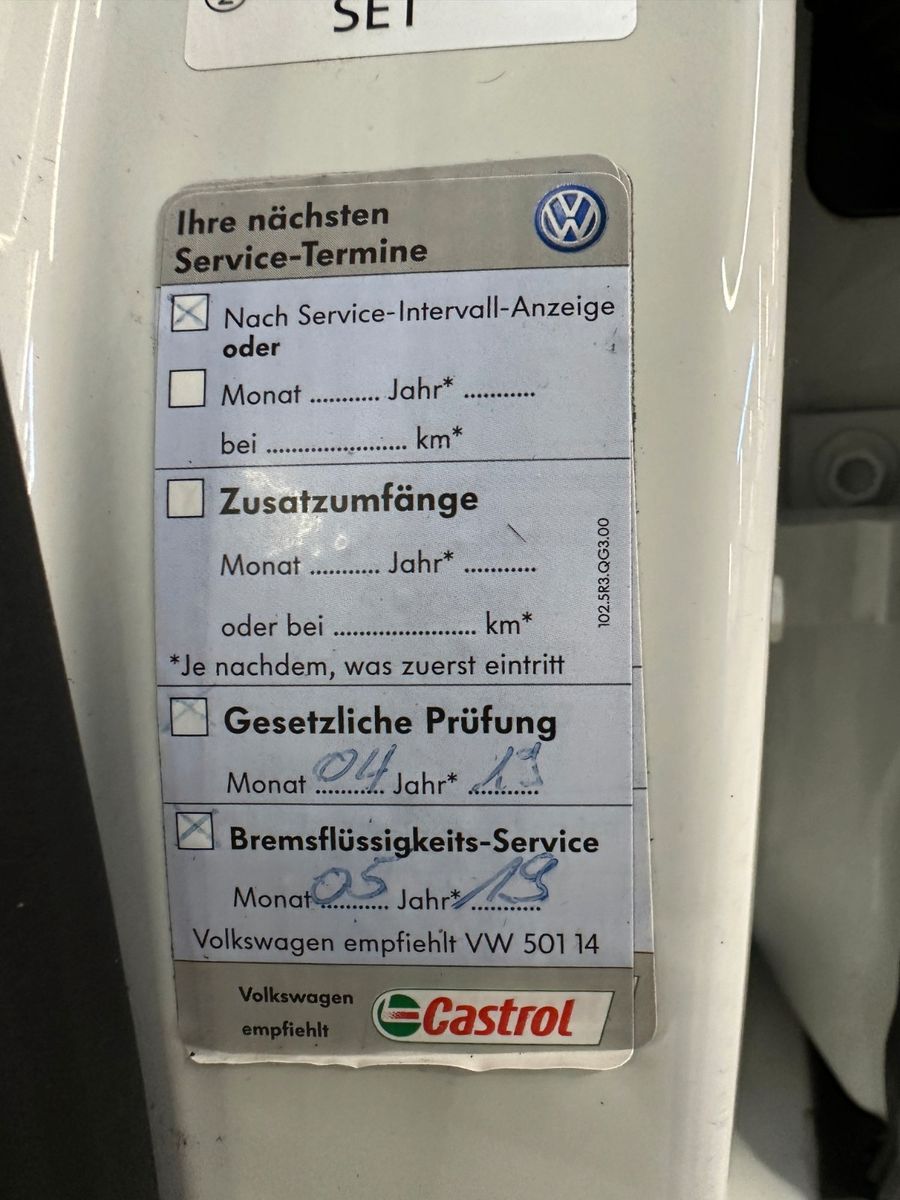 SET
Ihre nächsten
Service-Termine
Nach Service-Intervall-Anzeige
oder
Monat ........... Jahr* ...........
bei ...................... km*
Zusatzumfänge
Monat ........... Jahr* ...........
oder bei ...................... km*
*Je nachdem, was zuerst eintritt
102.5R3.QG3.00
Gesetzliche Prüfung
Monat 04 Jahr* 19
Bremsflüssigkeits-Service
Monat 05 Jahr* 19
Volkswagen empfiehlt VW 501 14
Volkswagen
empfiehlt
Castrol